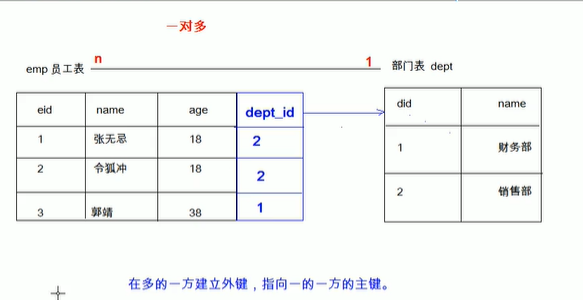 一对多
emp 员工表 n 1 部门表 dept
eid name age dept_id did name
1 张无忌 18 2 1 财务部
2 令狐冲 18 2 2 销售部
3 郭靖 38 1
在多的一方建立外键，指向一的一方的主键。